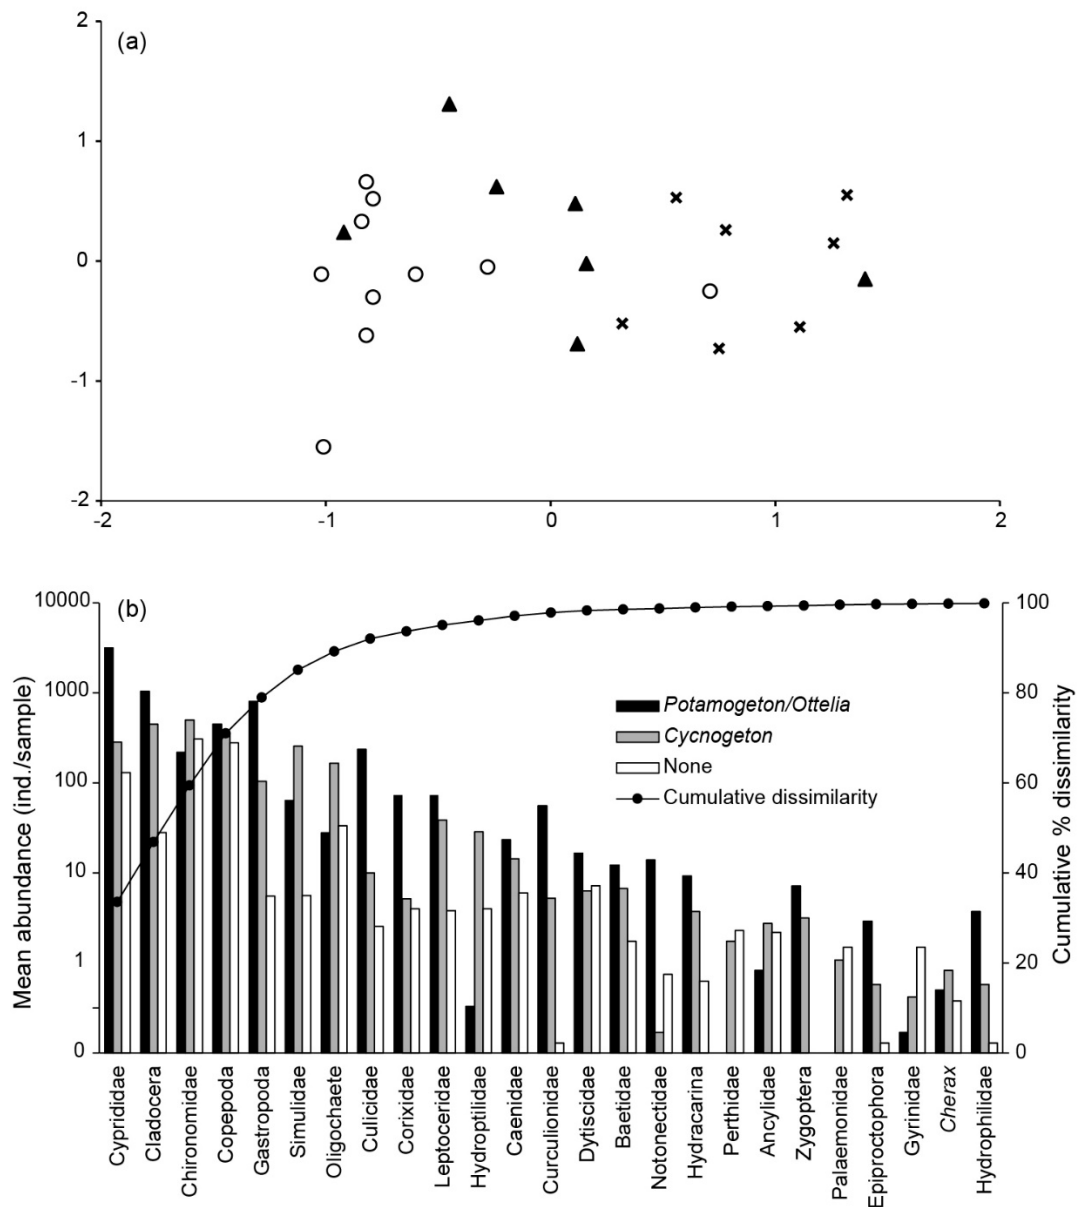 (a)
2
1
0
-1
-2
-2
-1
0
1
2
(b)
Mean abundance (ind./sample)
10000
1000
100
10
1
0
Potamogeton/Ottelia
Cycnogeton
None
Cumulative dissimilarity
100
80
60
40
20
0
Cumulative % dissimilarity
Cyprididae
Cladocera
Chironomidae
Copepoda
Gastropoda
Simulidae
Oligochaete
Culicidae
Corixidae
Leptoceridae
Hydroptilidae
Caenidae
Curculionidae
Dytiscidae
Baetidae
Notonectidae
Hydracarina
Perthidae
Ancylidae
Zygoptera
Palaemonidae
Epiproctophora
Gyrinidae
Cherax
Hydrophilidae